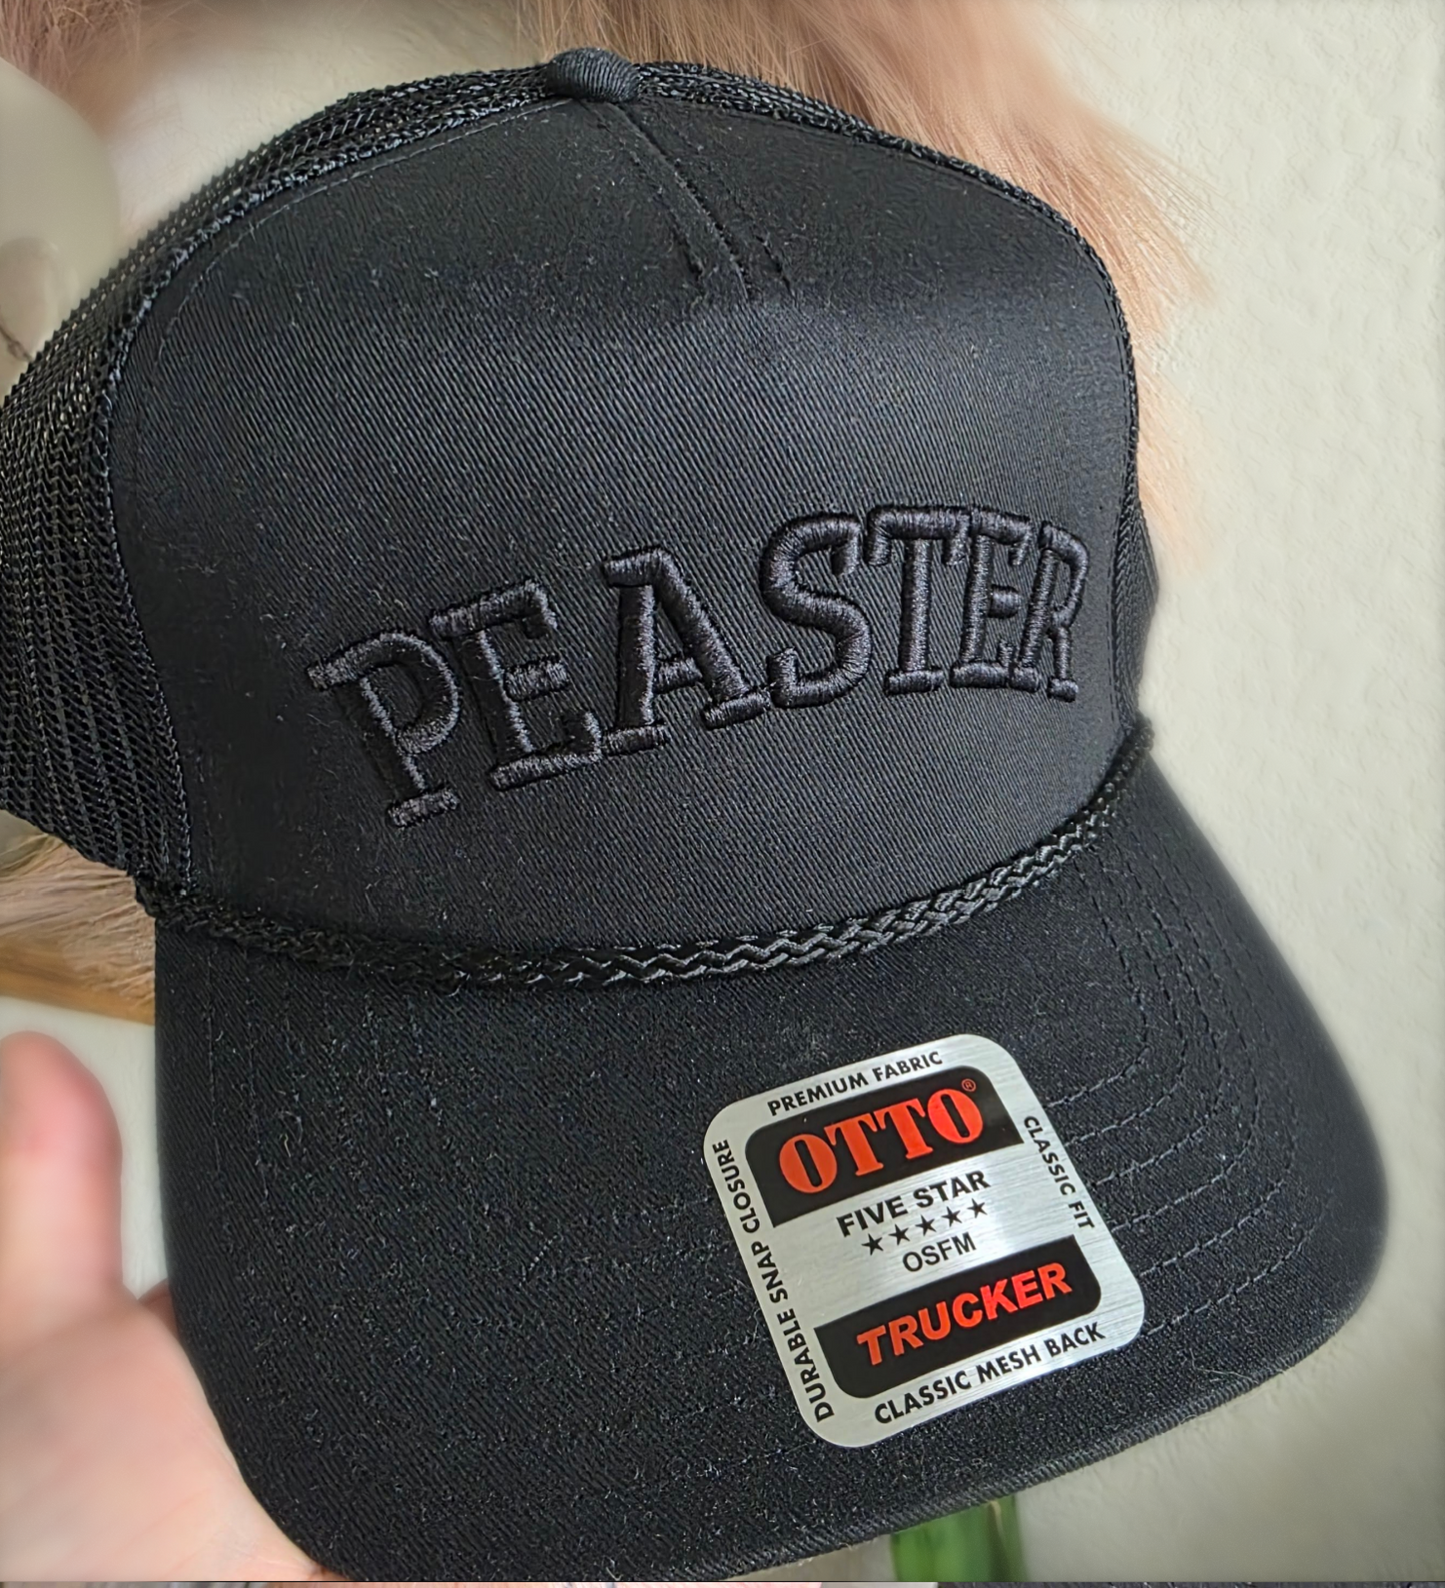 PEASTER
PREMIUM FABRIC
OTTO®
FIVE STAR
★★★★★
OSFM
TRUCKER
CLASSIC MESH BACK
DURABLE SNAP CLOSURE
CLASSIC FIT